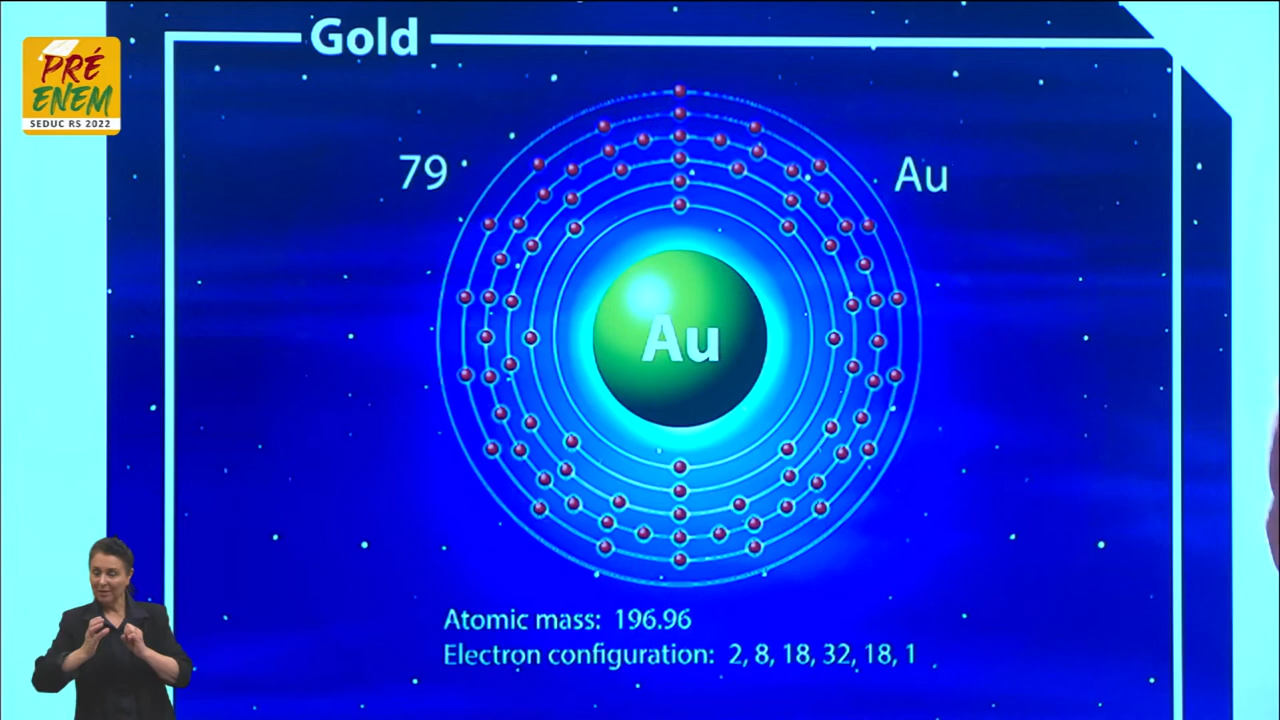 PRÉ
ENEM
SEDUC RS 2022
Gold
79
Au
Au
Atomic mass: 196.96
Electron configuration: 2, 8, 18, 32, 18, 1